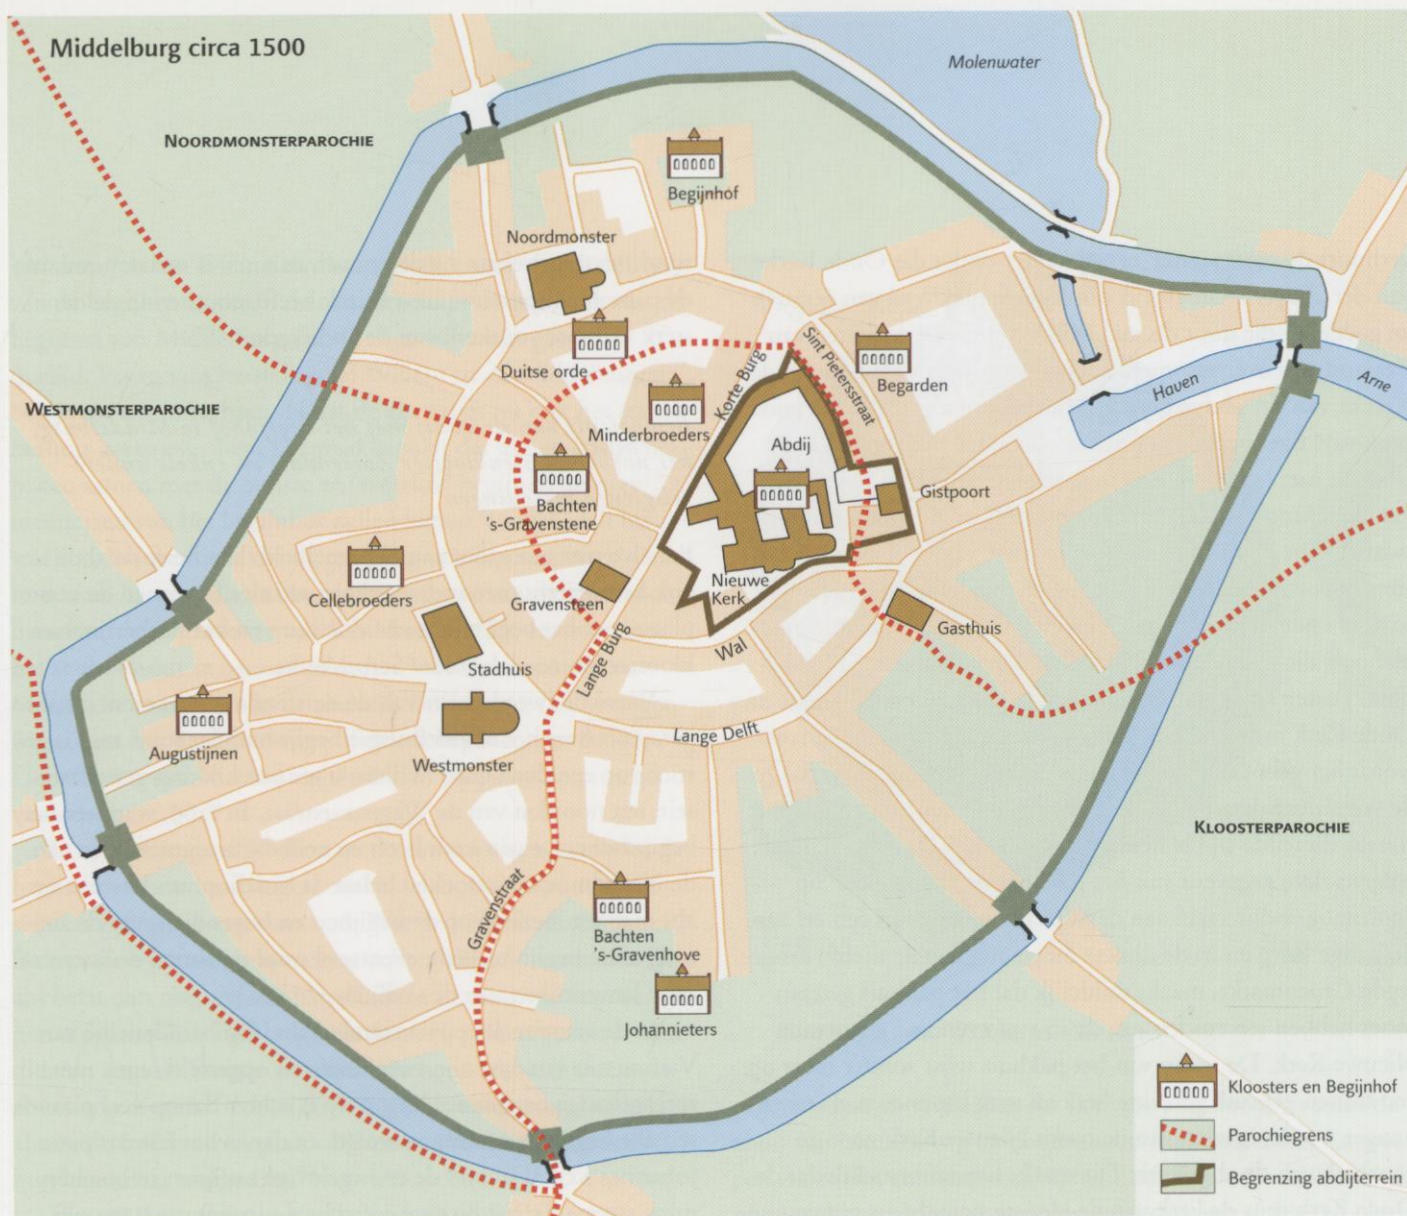 Middelburg circa 1500
Molenwater
NOORDMONSTERPAROCHIE
Begijnhof
Noordmonster
Duitse orde
Korte Burg
Sint Pietersstraat
Begarden
Haven
Arne
WESTMONSTERPAROCHIE
Minderbroeders
Abdij
Gistpoort
Bachten
's-Gravenstene
Cellebroeders
Gravensteen
Nieuwe
Kerk
Gasthuis
Stadhuis
Lange Burg
Wal
Augustijnen
Westmonster
Lange Delft
KLOOSTERPAROCHIE
Gravenstraat
Bachten
's-Gravenhove
Johannieters
Kloosters en Begijnhof
Parochiegrens
Begrenzing abdijterrein